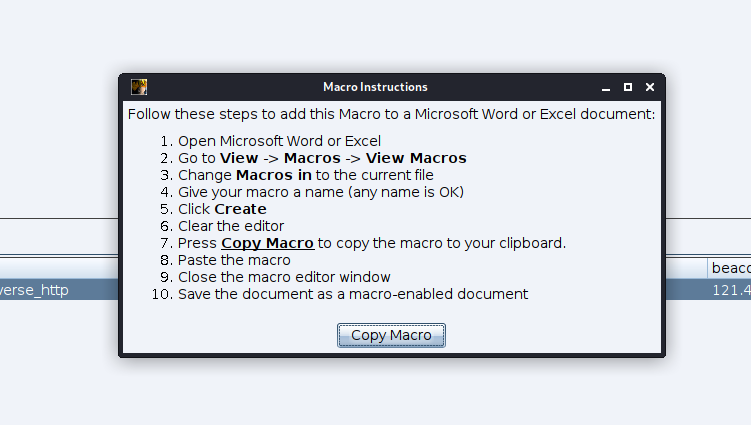 Macro Instructions
Follow these steps to add this Macro to a Microsoft Word or Excel document:
1. Open Microsoft Word or Excel
2. Go to View -> Macros -> View Macros
3. Change Macros in to the current file
4. Give your macro a name (any name is OK)
5. Click Create
6. Clear the editor
7. Press Copy Macro to copy the macro to your clipboard.
8. Paste the macro
9. Close the macro editor window
10. Save the document as a macro-enabled document
Copy Macro
beaco
verse_http
121.4